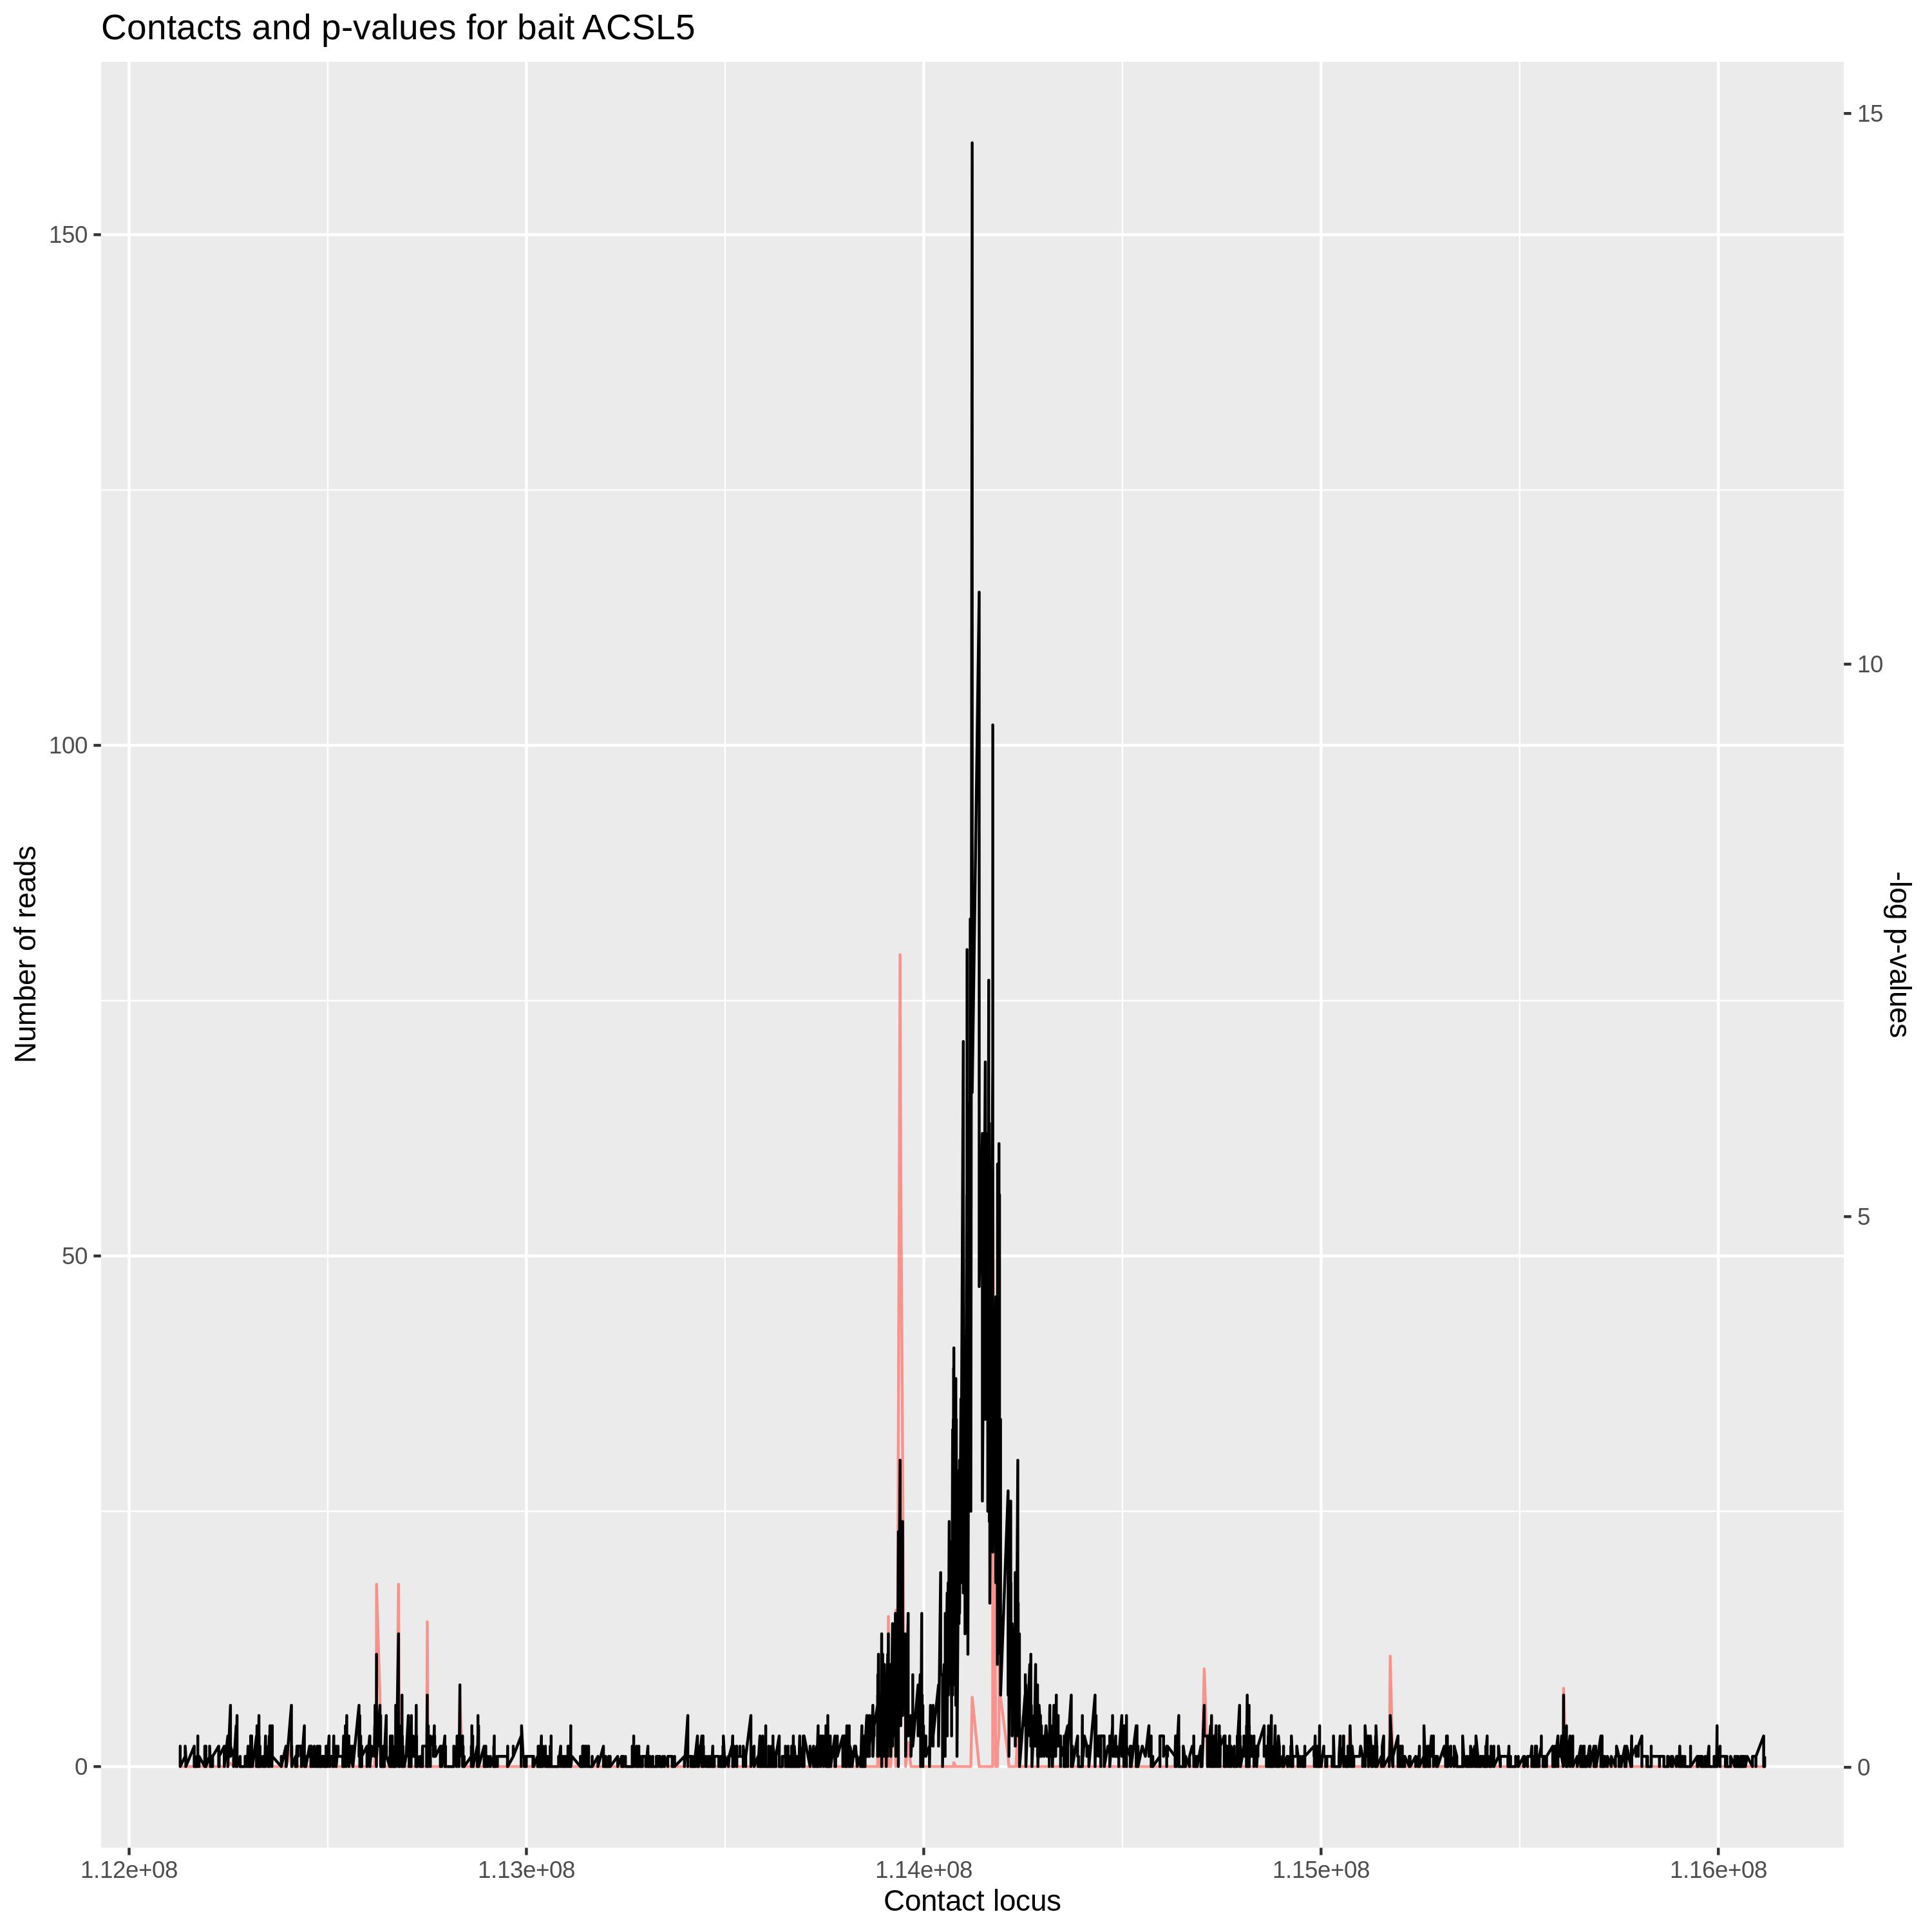 Contacts and p-values for bait ACSL5
150
100
50
0
Number of reads
15
10
5
0
-log p-values
1.12e+08
1.13e+08
1.14e+08
1.15e+08
1.16e+08
Contact locus